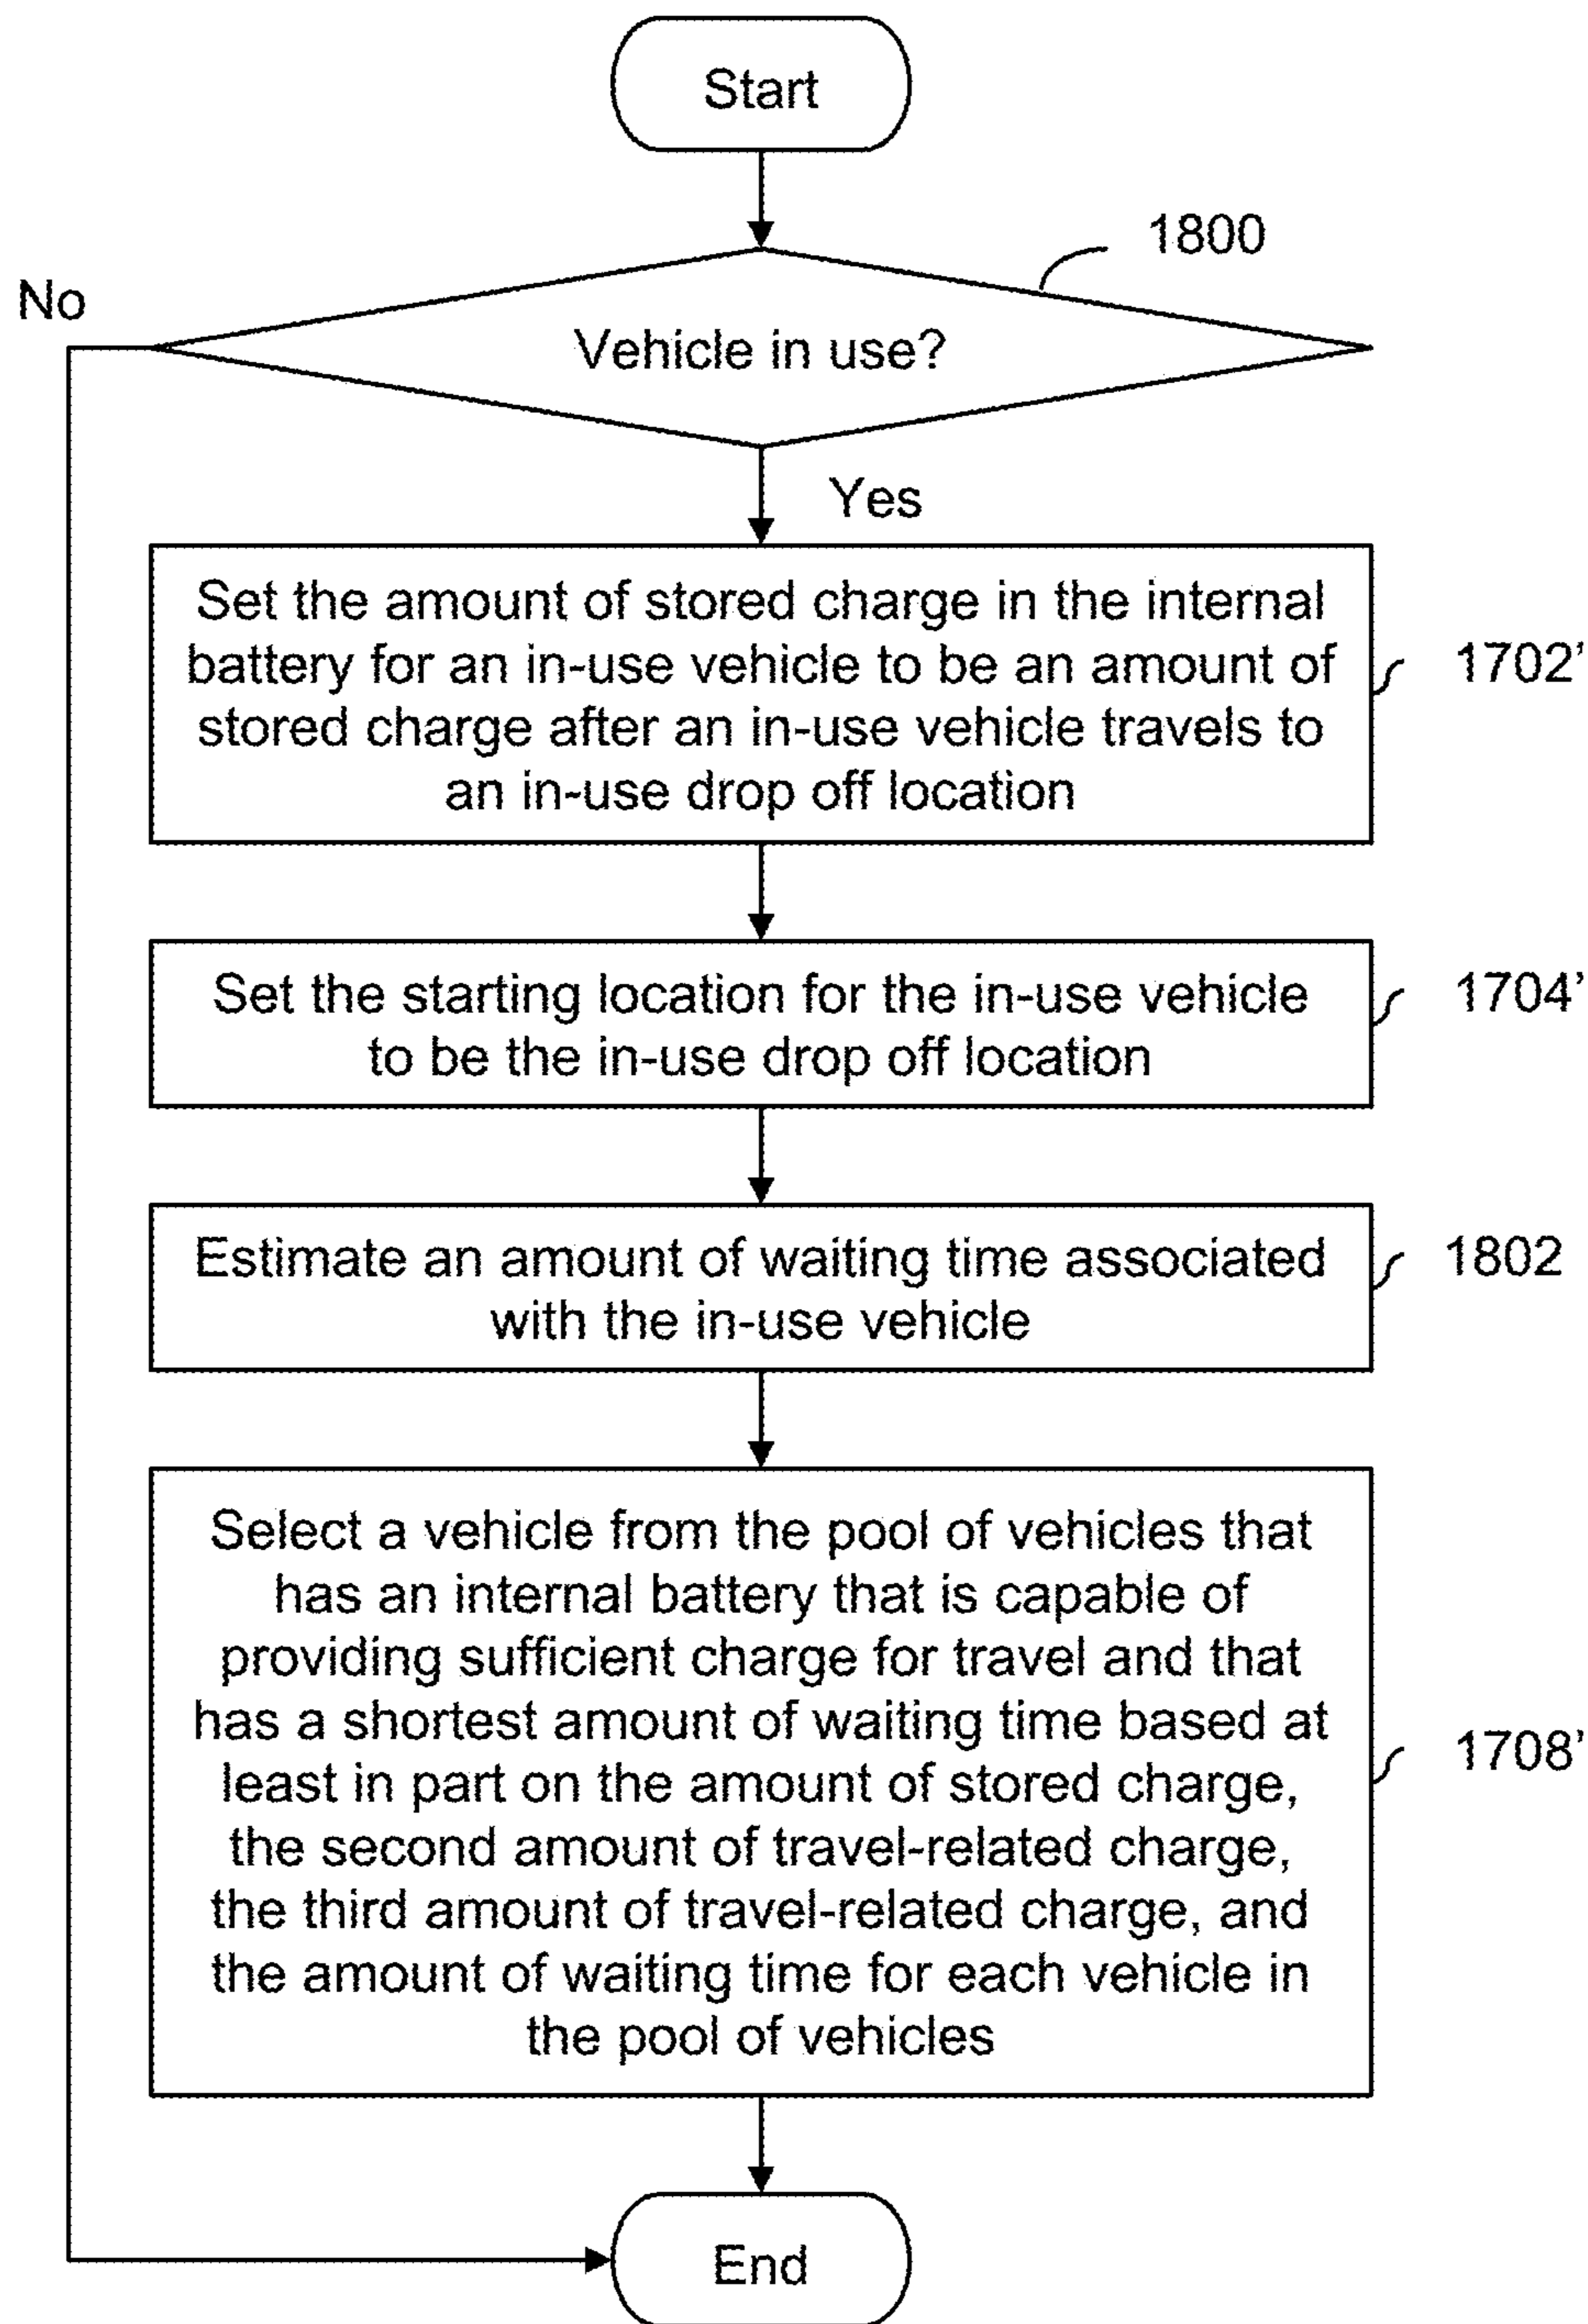 Start
1800
No
Vehicle in use?
Yes
Set the amount of stored charge in the internal
battery for an in-use vehicle to be an amount of
stored charge after an in-use vehicle travels to
an in-use drop off location
1702’
Set the starting location for the in-use vehicle
to be the in-use drop off location
1704’
Estimate an amount of waiting time associated
with the in-use vehicle
1802
Select a vehicle from the pool of vehicles that
has an internal battery that is capable of
providing sufficient charge for travel and that
has a shortest amount of waiting time based at
least in part on the amount of stored charge,
the second amount of travel-related charge,
the third amount of travel-related charge, and
the amount of waiting time for each vehicle in
the pool of vehicles
1708’
End